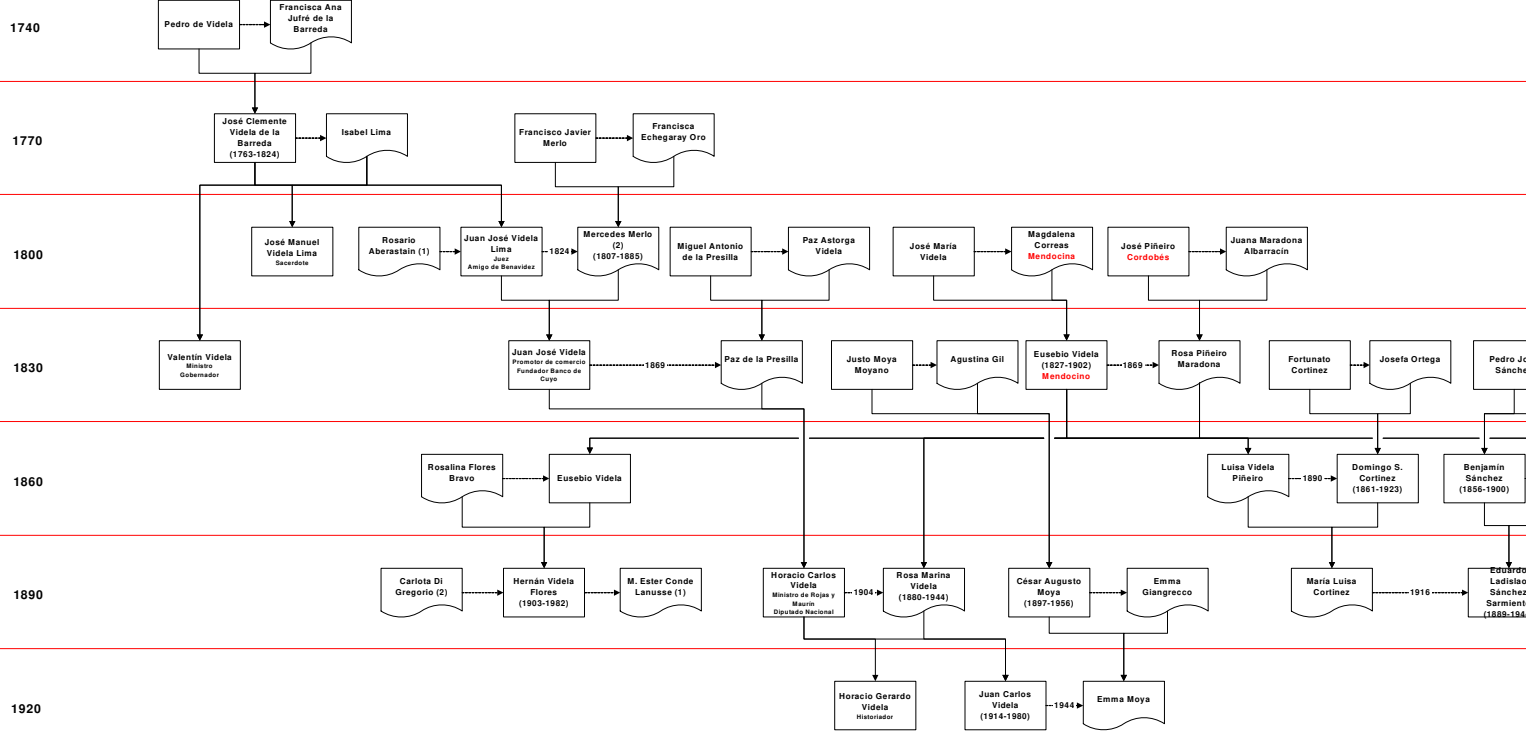 1740
Pedro de Videla
Francisca Ana
Jufré de la
Barreda
1770
José Clemente
Videla de la
Barreda
(1763-1824)
Isabel Lima
Francisco Javier
Merlo
Francisca
Echegaray Oro
1800
José Manuel
Videla Lima
Sacerdote
Rosario
Aberastain (1)
Juan José Videla
Lima
Juez
Amigo de Benavidez
1824
Mercedes Merlo
(2)
(1807-1885)
Miguel Antonio
de la Presilla
Paz Astorga
Videla
José María
Videla
Magdalena
Correas
Mendocina
José Piñeiro
Cordobés
Juana Maradona
Albarracín
1830
Valentín Videla
Ministro
Gobernador
Juan José Videla
Promotor de comercio
Fundador Banco de
Cuyo
1869
Paz de la Presilla
Justo Moya
Moyano
Agustina Gil
Eusebio Videla
(1827-1902)
Mendocino
1869
Rosa Piñeiro
Maradona
Fortunato
Cortinez
Josefa Ortega
Pedro Jo
Sánche
1860
Rosalina Flores
Bravo
Eusebio Videla
Luisa Videla
Piñeiro
1890
Domingo S.
Cortinez
(1861-1923)
Benjamín
Sánchez
(1856-1900)
1890
Carlota Di
Gregorio (2)
Hernán Videla
Flores
(1903-1982)
M. Ester Conde
Lanusse (1)
Horacio Carlos
Videla
Ministro de Rojas y
Maurín
Diputado Nacional
1904
Rosa Marina
Videla
(1880-1944)
César Augusto
Moya
(1897-1956)
Emma
Giangrecco
María Luisa
Cortinez
1916
Eduardo
Ladislao
Sánchez
Sarmient
(1889-194
1920
Horacio Gerardo
Videla
Historiador
Juan Carlos
Videla
(1914-1980)
1944
Emma Moya